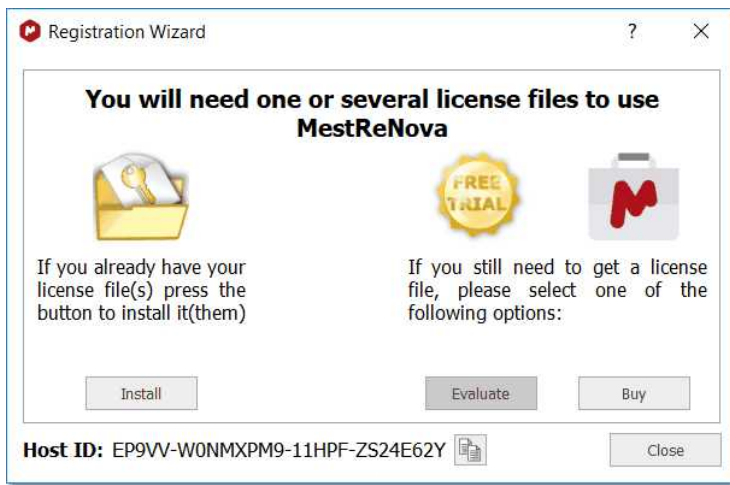 Registration Wizard
?
You will need one or several license files to use
MestReNova
FREE
TRIAL
If you already have your
license file(s) press the
button to install it(them)
If you still need to get a license
file, please select one of the
following options:
Install
Evaluate
Buy
Host ID: EP9VV-W0NMXPM9-11HPF-ZS24E62Y
Close